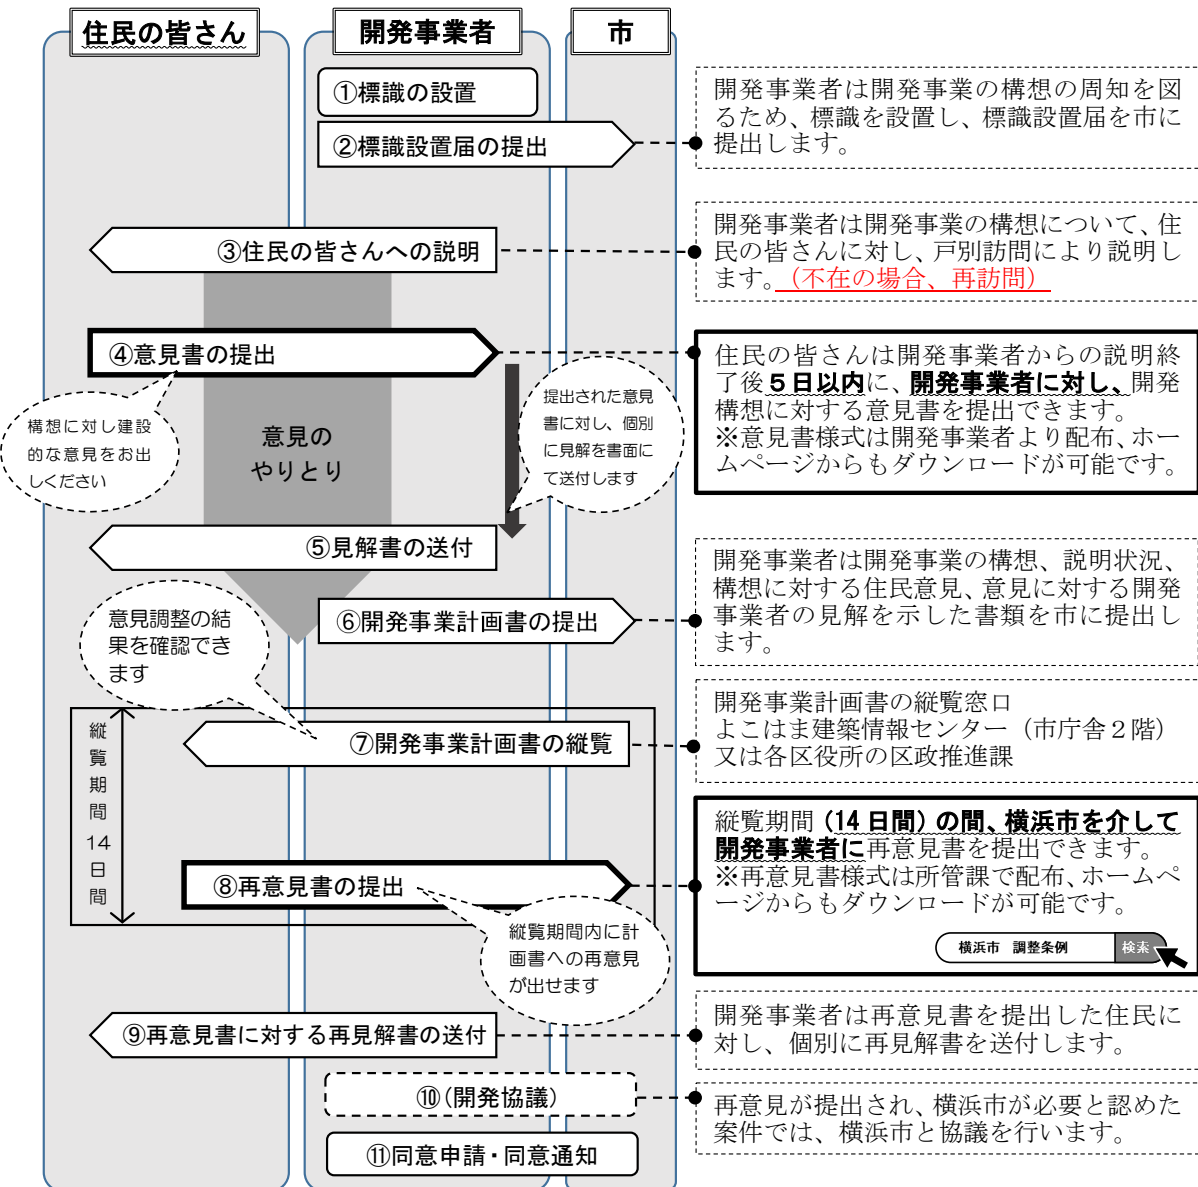 住民の皆さん
開発事業者
市
①標識の設置
②標識設置届の提出
開発事業者は開発事業の構想の周知を図
るため、標識を設置し、標識設置届を市に
提出します。
③住民の皆さんへの説明
開発事業者は開発事業の構想について、住
民の皆さんに対し、戸別訪問により説明し
ます。（不在の場合、再訪問）
④意見書の提出
住民の皆さんは開発事業者からの説明終
了後５日以内に、開発事業者に対し、開発
構想に対する意見書を提出できます。
※意見書様式は開発事業者より配布、ホー
ムページからもダウンロードが可能です。
構想に対し建設
的な意見をお出
しください
意見の
やりとり
提出された意見
書に対し、個別
に見解を書面に
て送付します
⑤見解書の送付
開発事業者は開発事業の構想、説明状況、
構想に対する住民意見、意見に対する開発
事業者の見解を示した書類を市に提出し
ます。
⑥開発事業計画書の提出
意見調整の結
果を確認でき
ます
縦覧期間14日間
⑦開発事業計画書の縦覧
開発事業計画書の縦覧窓口
よこはま建築情報センター（市庁舎２階）
又は各区役所の区政推進課
⑧再意見書の提出
縦覧期間（14日間）の間、横浜市を介して
開発事業者に再意見書を提出できます。
※再意見書様式は所管課で配布、ホームペ
ージからもダウンロードが可能です。
横浜市　調整条例　検索
縦覧期間内に計
画書への再意見
が出せます
⑨再意見書に対する再見解書の送付
開発事業者は再意見書を提出した住民に
対し、個別に再見解書を送付します。
⑩（開発協議）
再意見が提出され、横浜市が必要と認めた
案件では、横浜市と協議を行います。
⑪同意申請・同意通知